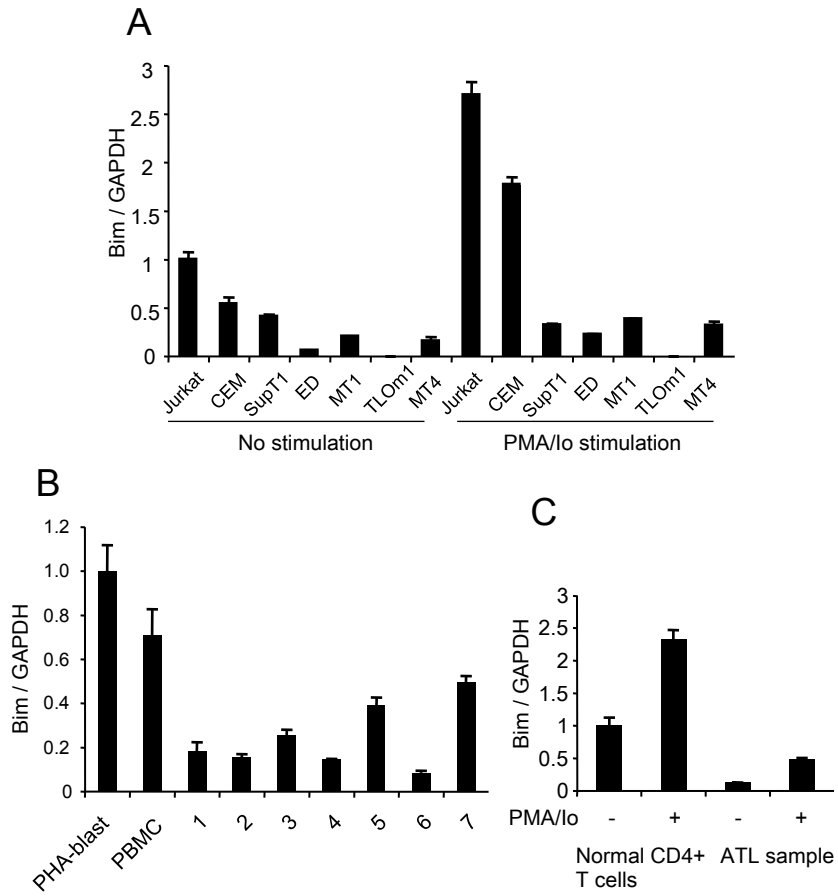 A
Bim / GAPDH
3
2.5
2
1.5
1
0.5
0
Jurkat
CEM
SupT1
ED
MT1
TLOm1
MT4
Jurkat
CEM
SupT1
ED
MT1
TLOm1
MT4
No stimulation
PMA/Io stimulation
B
Bim / GAPDH
1.2
1.0
0.8
0.6
0.4
0.2
0
PHA-blast
PBMC
1
2
3
4
5
6
7
C
Bim / GAPDH
3
2.5
2
1.5
1
0.5
0
PMA/Io - + - +
Normal CD4+ ATL sample
T cells